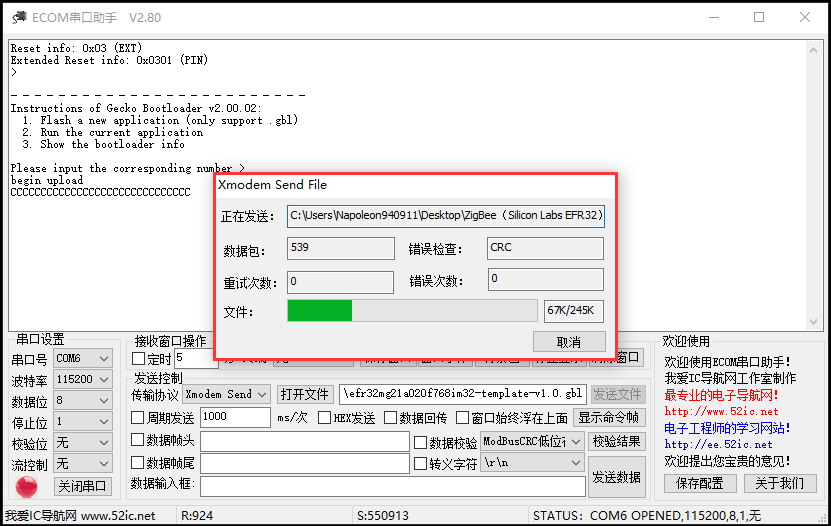 ECOM串口助手 V2.80
Reset info: 0x03 (EXT)
Extended Reset info: 0x0301 (PIN)
>
- - - - - - - - - - - - - - - - - - - - - - - - -
Instructions of Gecko Bootloader v2.00.02:
1. Flash a new application (only support .gbl)
2. Run the current application
3. Show the bootloader info
Please input the corresponding number >
begin upload
CCCCCCCCCCCCCCCCCCCCCCCCCCCCCC
Xmodem Send File
正在发送: C:\Users\Napoleon940911\Desktop\ZigBee（Silicon Labs EFR32）
数据包: 539 错误检查: CRC
重试次数: 0 错误次数: 0
文件: 67K/245K
取消
串口设置
串口号 COM6
波特率 115200
数据位 8
停止位 1
校验位 无
流控制 无
关闭串口
接收窗口操作
定时 5 窗口
发送控制
传输协议 Xmodem Send 打开文件 \efr32mg21a020f768im32-template-v1.0.gbl 发送文件
周期发送 1000 ms/次 HEX发送 数据回传 窗口始终浮在上面 显示命令帧
数据帧头 数据校验 ModBusCRC低位 校验结果
数据帧尾 转义字符 \r\n
数据输入框: 发送数据
欢迎使用
欢迎使用ECOM串口助手!
我爱IC导航网工作室制作
最专业的电子导航网!
http://www.52ic.net
电子工程师的学习网站!
http://ee.52ic.net
欢迎提出您宝贵的意见!
保存配置 关于我们
我爱IC导航网 www.52ic.net R:924 S:550913 STATUS: COM6 OPENED,115200,8,1,无